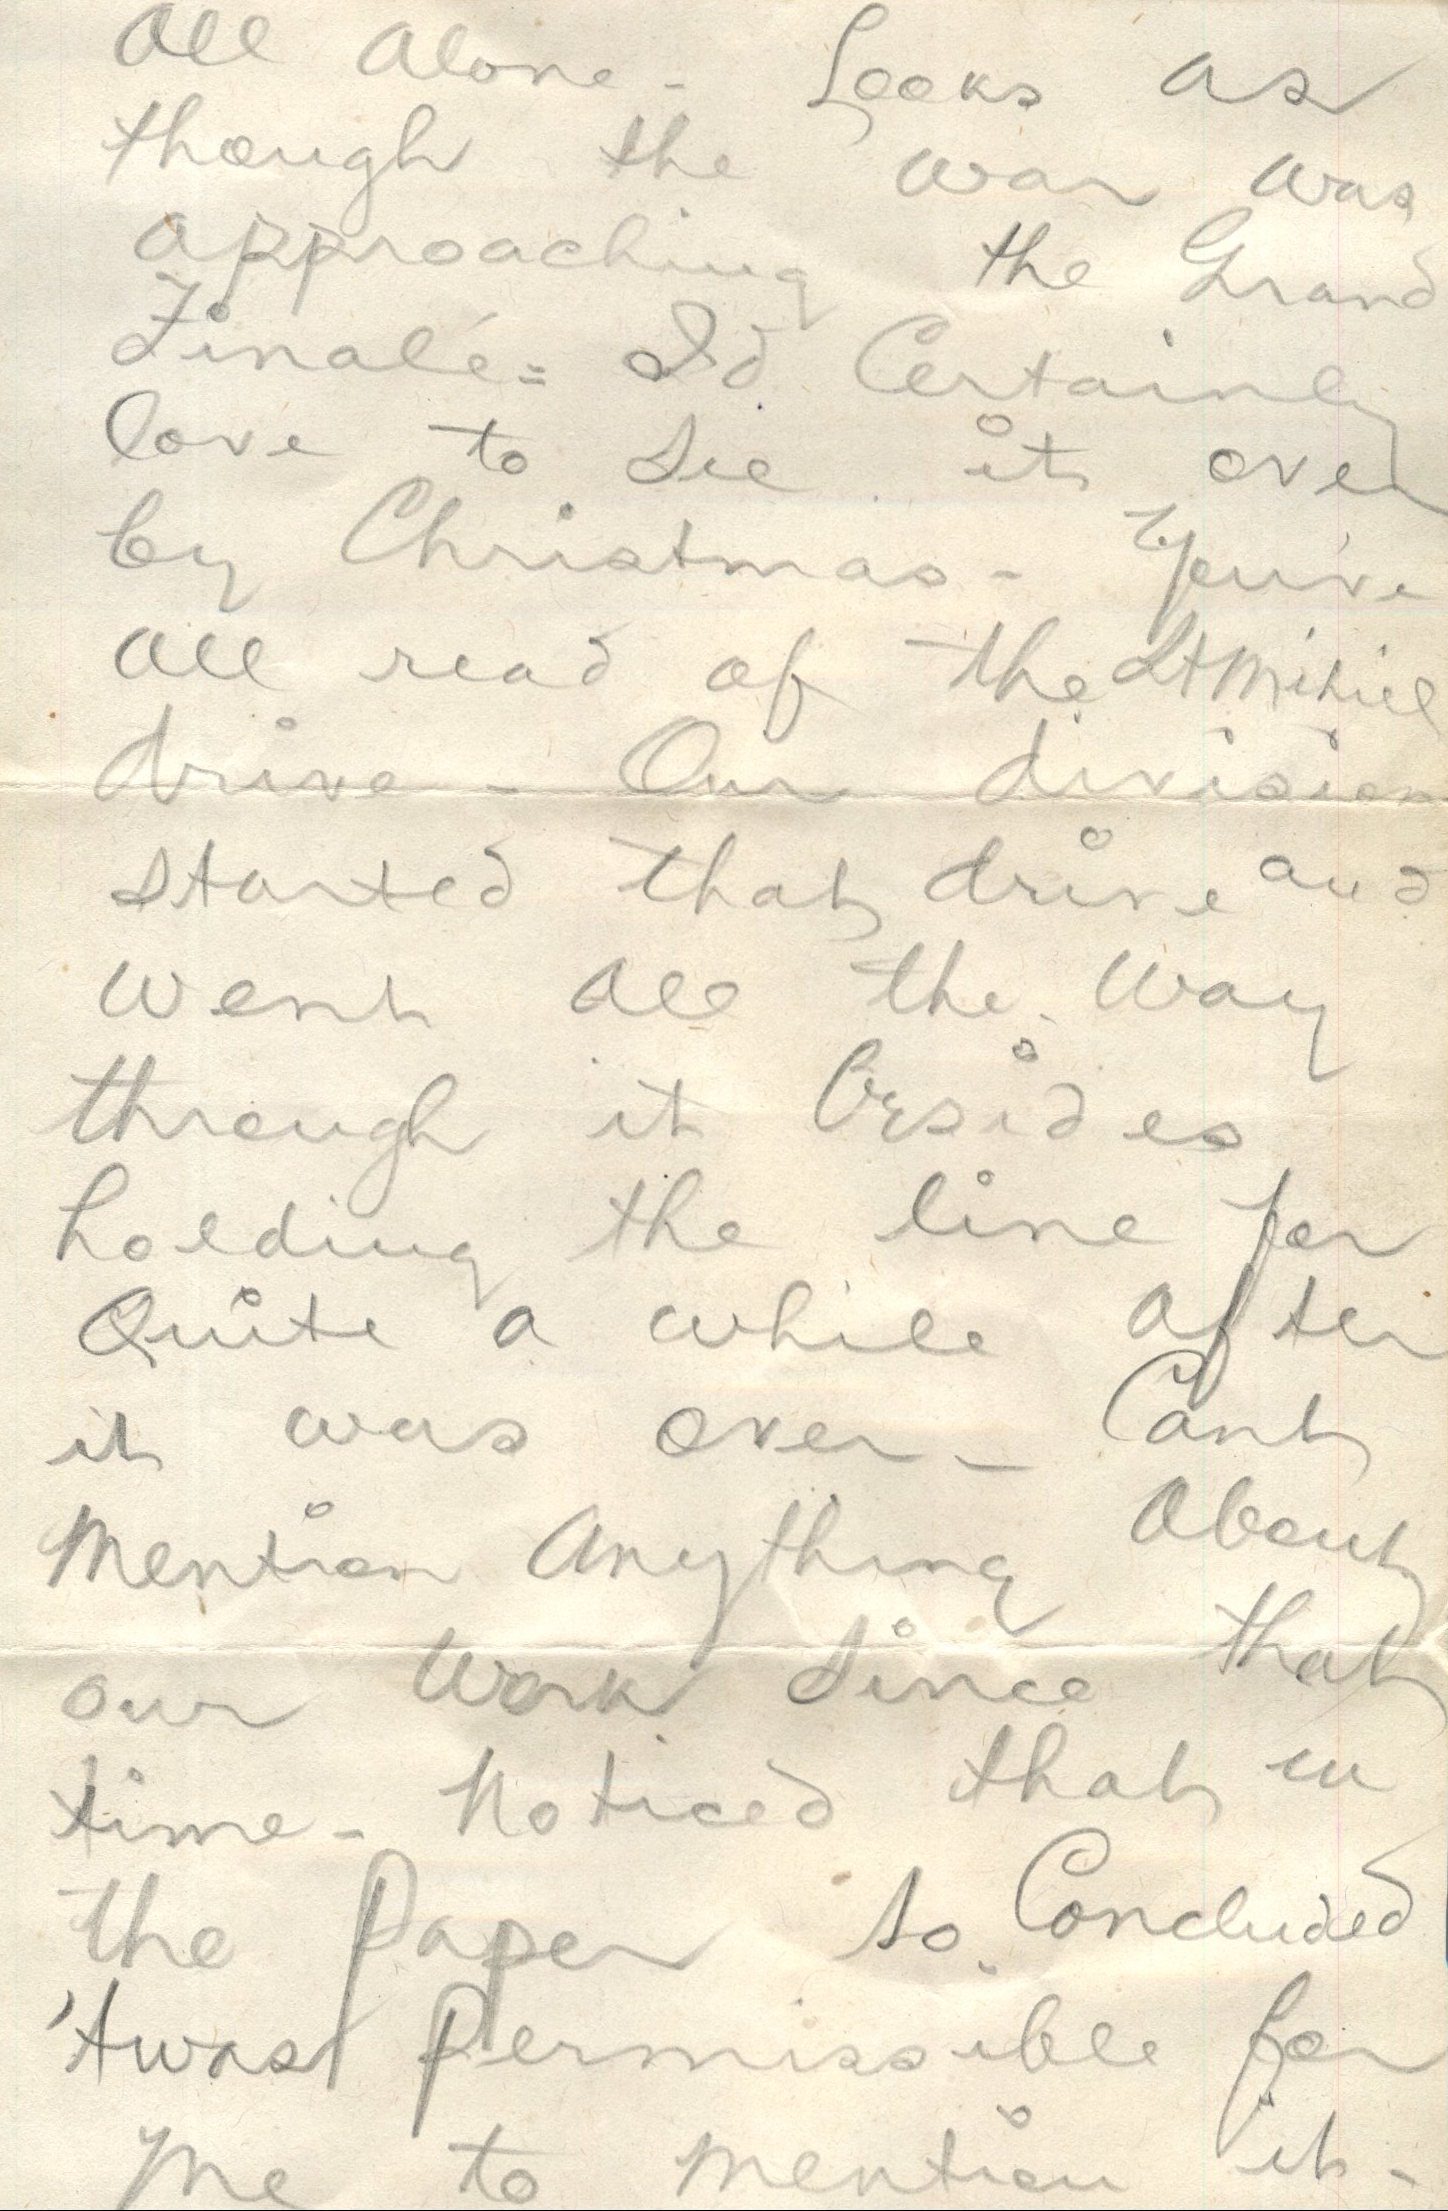 All Alone - Looks as
though the war was
approaching the Grand
Finalé = I'd Certainly
love to see it over
by Christmas - You've
all read of the St Mihiel
drive - Our division
started that drive and
went all the way
through it besides
holding the line for
Quite a while after
it was over - Cant
Mention Anything About
our Work since that
time - Noticed that in
the Paper so Concluded
'twas Permissible for
Me to mention it -